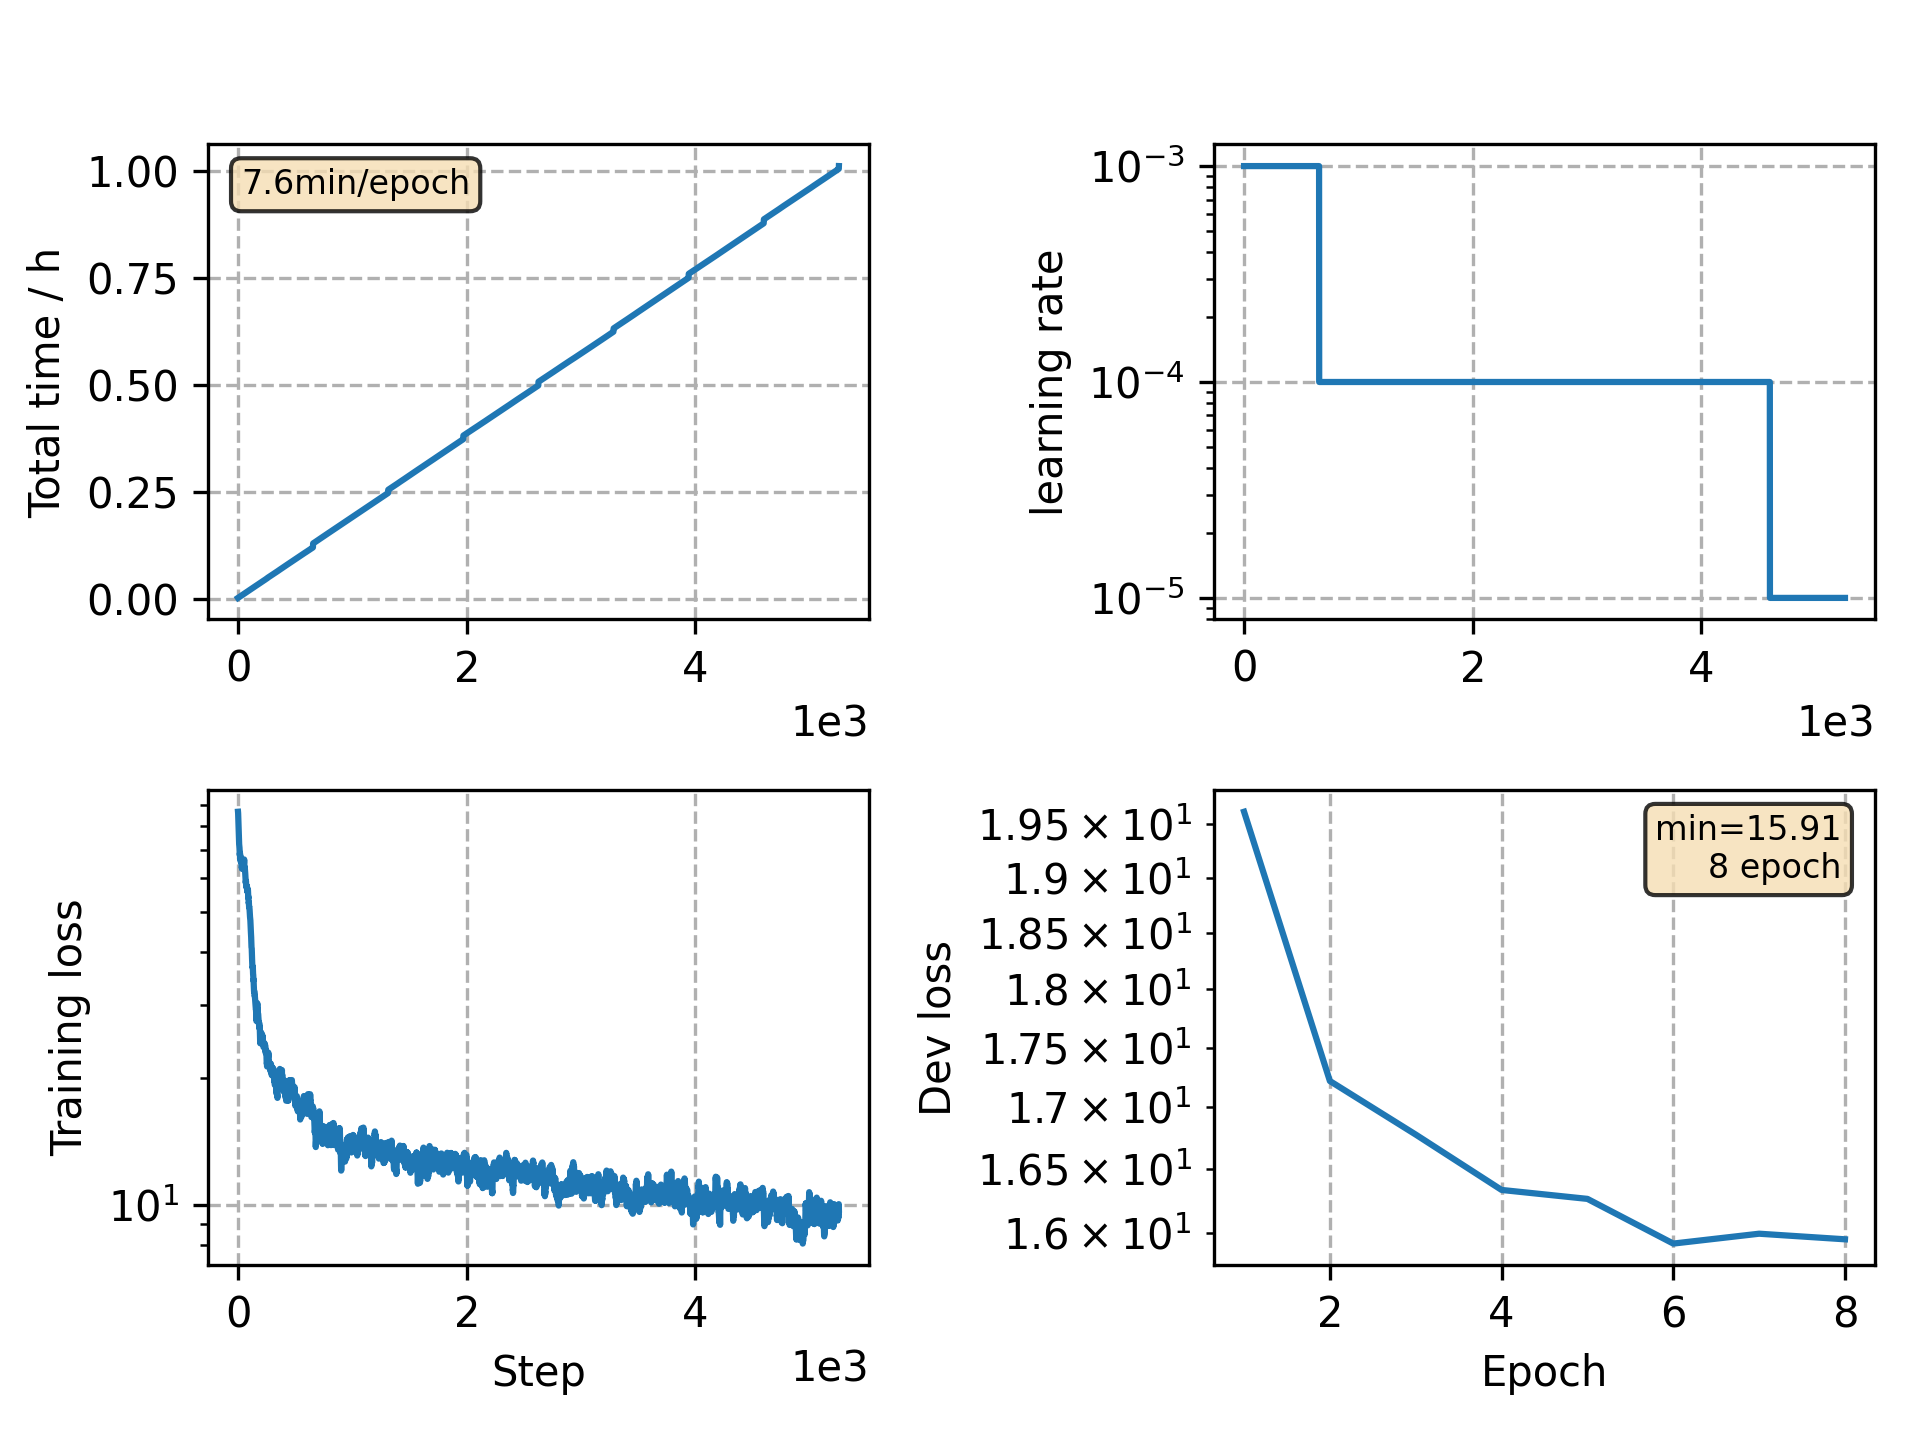 1.00
0.75
0.50
0.25
0.00
Total time / h
7.6min/epoch
0 2 4
1e3
10⁻³
10⁻⁴
10⁻⁵
learning rate
0 2 4
1e3
10¹
Training loss
0 2 4
1e3
Step
1.95 × 10¹
1.9 × 10¹
1.85 × 10¹
1.8 × 10¹
1.75 × 10¹
1.7 × 10¹
1.65 × 10¹
1.6 × 10¹
Dev loss
min=15.91
8 epoch
2 4 6 8
Epoch